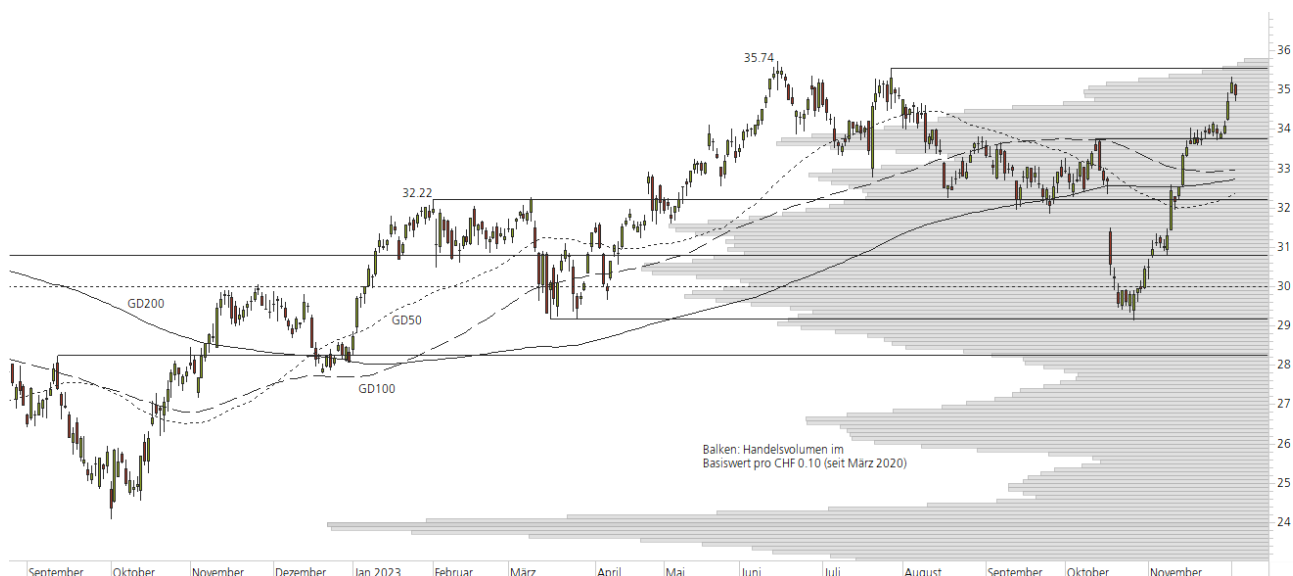 35.74
32.22
GD200
GD50
GD100
Balken: Handelsvolumen im
Basiswert pro CHF 0.10 (seit März 2020)
36
35
34
33
32
31
30
29
28
27
26
25
24
September Oktober November Dezember Jan 2023 Februar März April Mai Juni Juli August September Oktober November